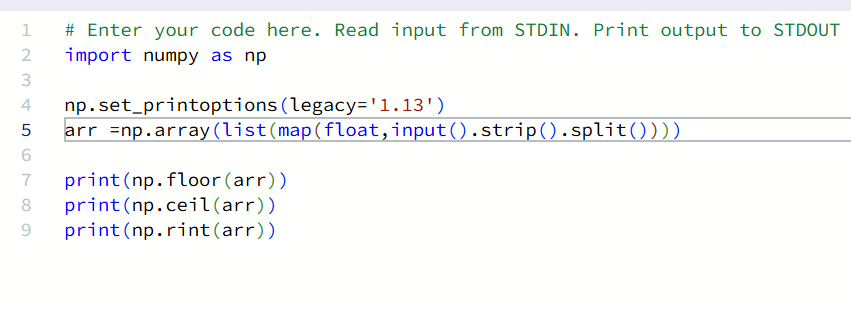 1 # Enter your code here. Read input from STDIN. Print output to STDOUT
2 import numpy as np
3
4 np.set_printoptions(legacy='1.13')
5 arr =np.array(list(map(float,input().strip().split())))
6
7 print(np.floor(arr))
8 print(np.ceil(arr))
9 print(np.rint(arr))